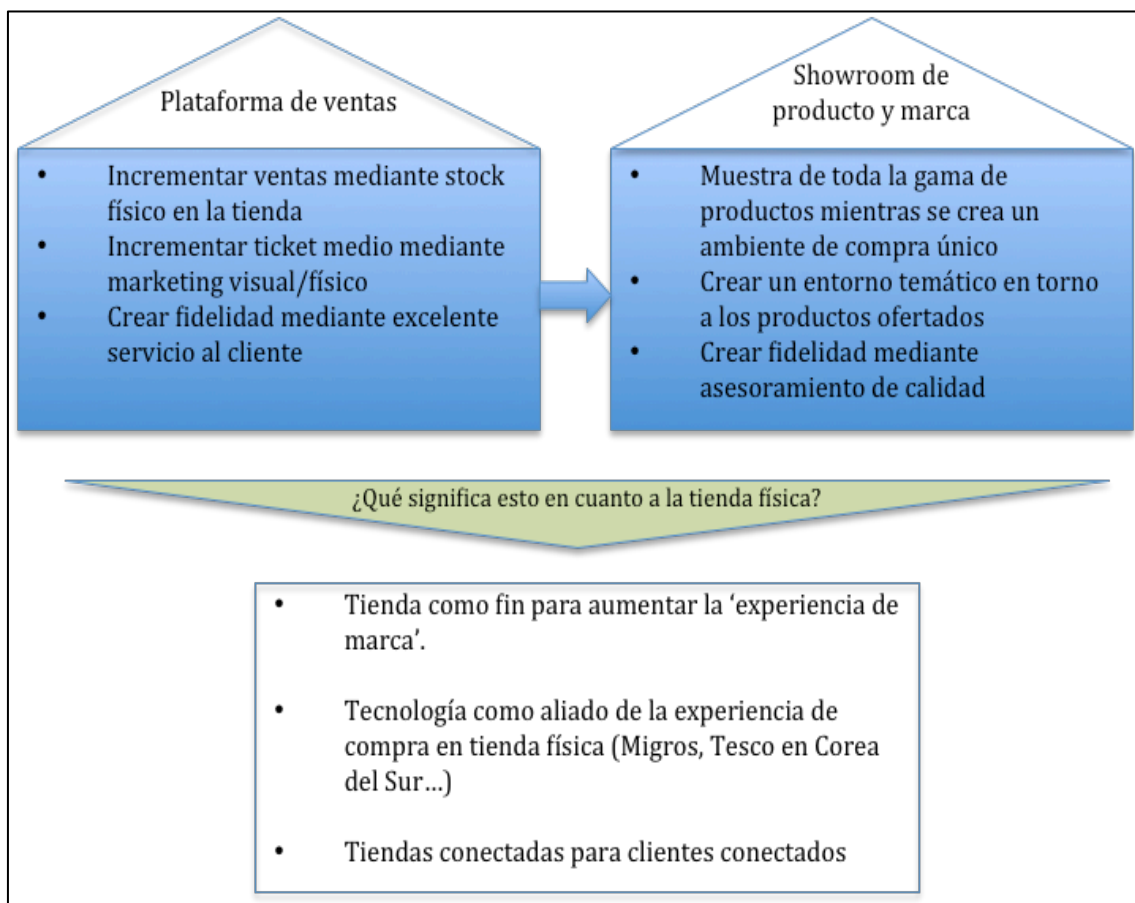 Plataforma de ventas
• Incrementar ventas mediante stock
físico en la tienda
• Incrementar ticket medio mediante
marketing visual/físico
• Crear fidelidad mediante excelente
servicio al cliente
Showroom de
producto y marca
• Muestra de toda la gama de
productos mientras se crea un
ambiente de compra único
• Crear un entorno temático en torno
a los productos ofertados
• Crear fidelidad mediante
asesoramiento de calidad
¿Qué significa esto en cuanto a la tienda física?
• Tienda como fin para aumentar la ‘experiencia de
marca’.
• Tecnología como aliado de la experiencia de
compra en tienda física (Migros, Tesco en Corea
del Sur…)
• Tiendas conectadas para clientes conectados